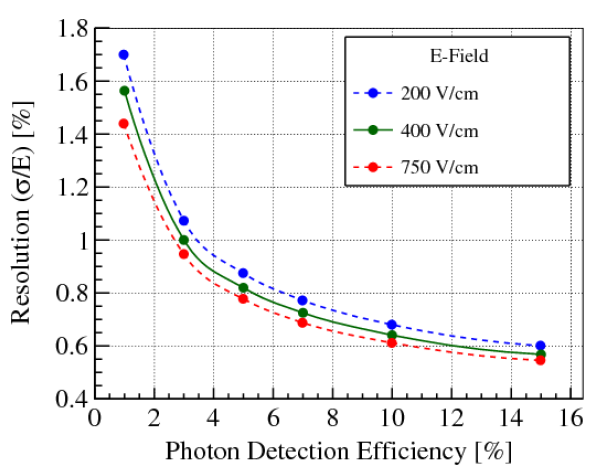 1.8
1.6
1.4
1.2
1
0.8
0.6
0.4
0 2 4 6 8 10 12 14 16
Resolution (σ/E) [%]
Photon Detection Efficiency [%]
E-Field
200 V/cm
400 V/cm
750 V/cm